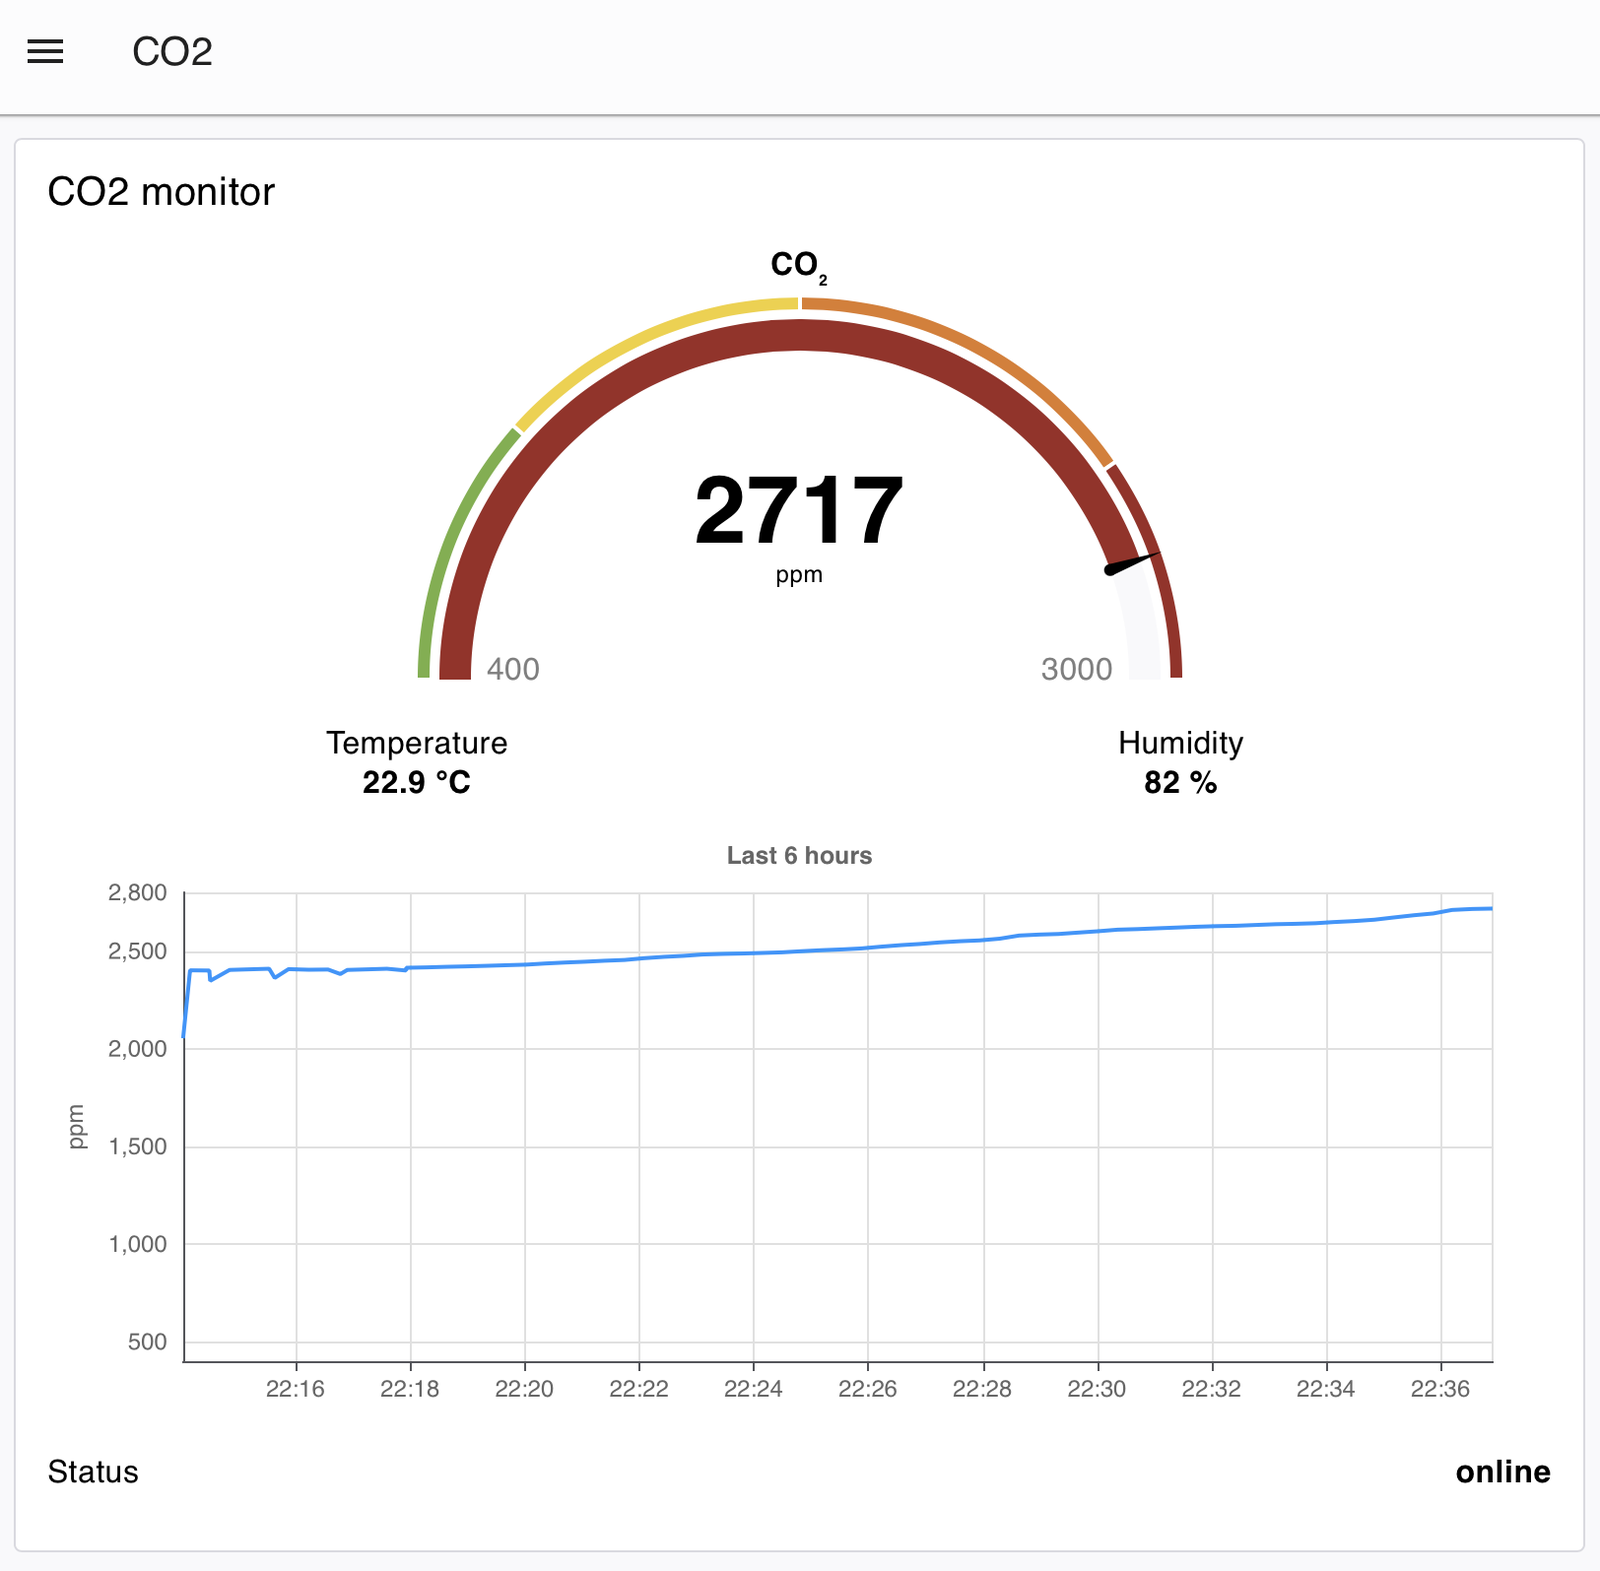 CO2
CO2 monitor
CO₂
2717
ppm
400
3000
Temperature
22.9 °C
Humidity
82 %
Last 6 hours
2,800
2,500
2,000
1,500
1,000
500
ppm
22:16 22:18 22:20 22:22 22:24 22:26 22:28 22:30 22:32 22:34 22:36
Status online